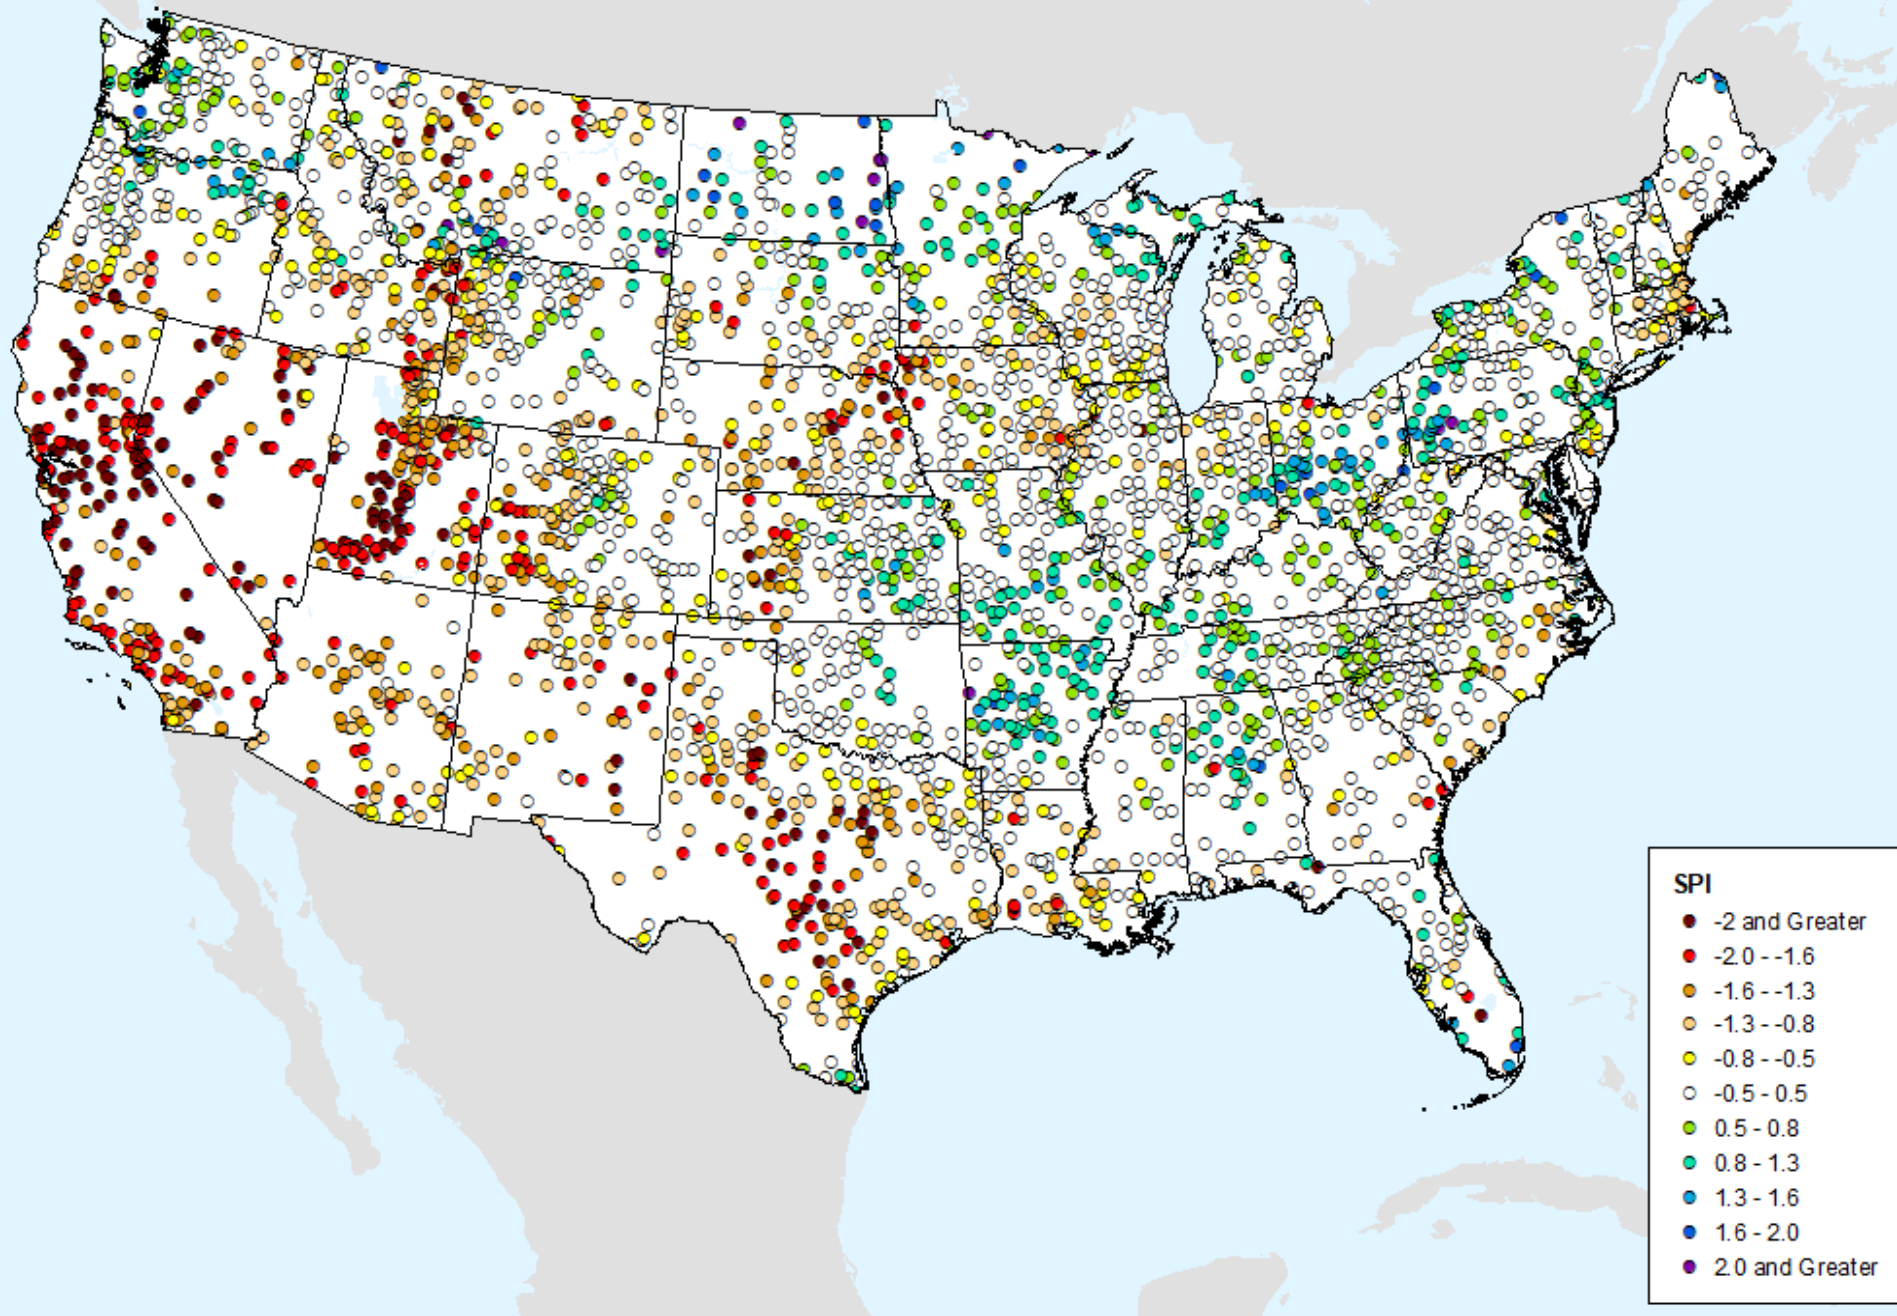 SPI
-2 and Greater
-2.0 - -1.6
-1.6 - -1.3
-1.3 - -0.8
-0.8 - -0.5
-0.5 - 0.5
0.5 - 0.8
0.8 - 1.3
1.3 - 1.6
1.6 - 2.0
2.0 and Greater